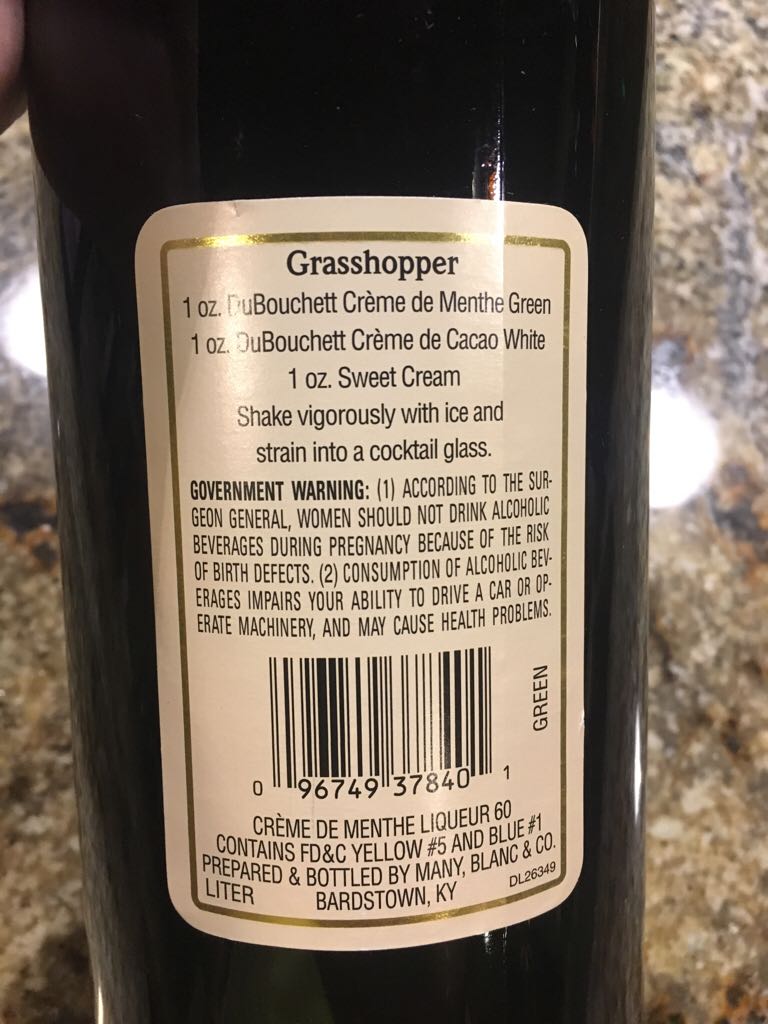 Grasshopper
1 oz. DuBouchett Crème de Menthe Green
1 oz. DuBouchett Crème de Cacao White
1 oz. Sweet Cream
Shake vigorously with ice and
strain into a cocktail glass.
GOVERNMENT WARNING: (1) ACCORDING TO THE SUR-
GEON GENERAL, WOMEN SHOULD NOT DRINK ALCOHOLIC
BEVERAGES DURING PREGNANCY BECAUSE OF THE RISK
OF BIRTH DEFECTS. (2) CONSUMPTION OF ALCOHOLIC BEV-
ERAGES IMPAIRS YOUR ABILITY TO DRIVE A CAR OR OP-
ERATE MACHINERY, AND MAY CAUSE HEALTH PROBLEMS.
GREEN
0 96749 37840 1
CRÈME DE MENTHE LIQUEUR 60
CONTAINS FD&C YELLOW #5 AND BLUE #1
PREPARED & BOTTLED BY MANY, BLANC & CO.
LITER BARDSTOWN, KY DL26349